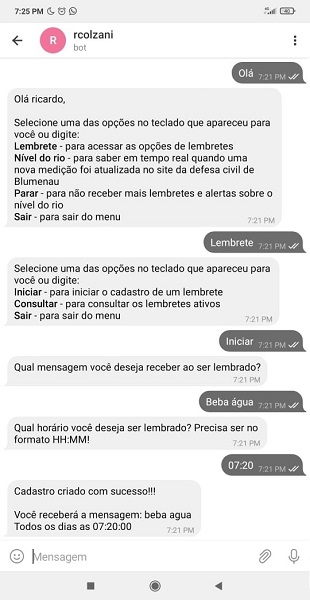 7:25 PM
40
R
rcolzani
bot
Olá 7:21 PM
Olá ricardo,
Selecione uma das opções no teclado que apareceu para
você ou digite:
Lembrete - para acessar as opções de lembretes
Nível do rio - para saber em tempo real quando uma
nova medição foi atualizada no site da defesa civil de
Blumenau
Parar - para não receber mais lembretes e alertas sobre o
nível do rio
Sair - para sair do menu
7:21 PM
Lembrete 7:21 PM
Selecione uma das opções no teclado que apareceu para
você ou digite:
Iniciar - para iniciar o cadastro de um lembrete
Consultar - para consultar os lembretes ativos
Sair - para sair do menu
7:21 PM
Iniciar 7:21 PM
Qual mensagem você deseja receber ao ser lembrado?
7:21 PM
Beba água 7:21 PM
Qual horário você deseja ser lembrado? Precisa ser no
formato HH:MM!
7:21 PM
07:20 7:21 PM
Cadastro criado com sucesso!!!
Você receberá a mensagem: beba agua
Todos os dias as 07:20:00
7:21 PM
Mensagem